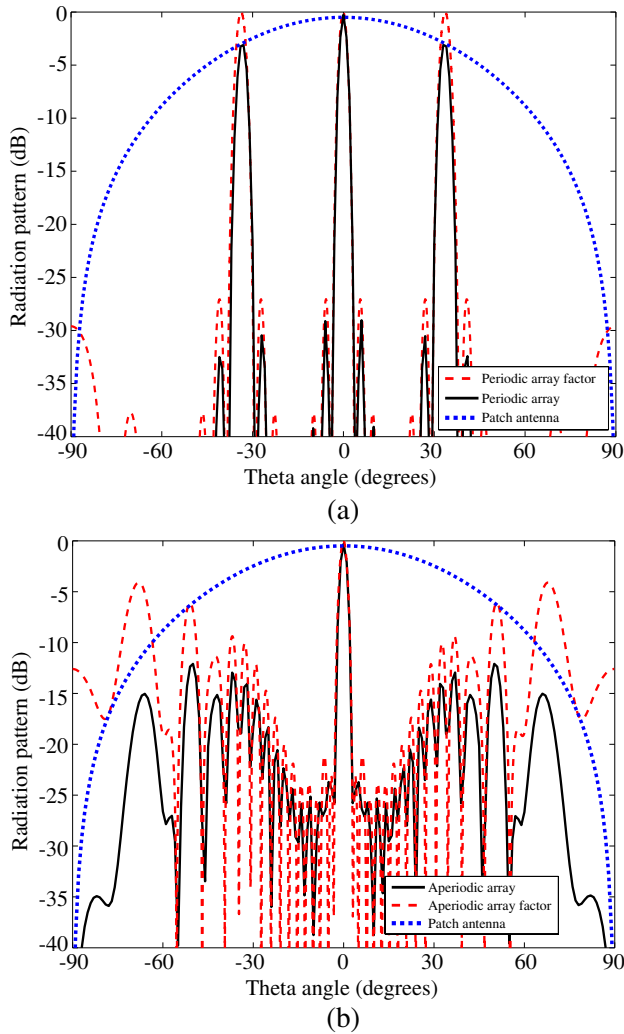 0
-5
-10
-15
-20
-25
-30
-35
-40
Radiation pattern (dB)
Periodic array factor
Periodic array
Patch antenna
-90 -60 -30 0 30 60 90
Theta angle (degrees)
(a)
0
-5
-10
-15
-20
-25
-30
-35
-40
Radiation pattern (dB)
Aperiodic array
Aperiodic array factor
Patch antenna
-90 -60 -30 0 30 60 90
Theta angle (degrees)
(b)